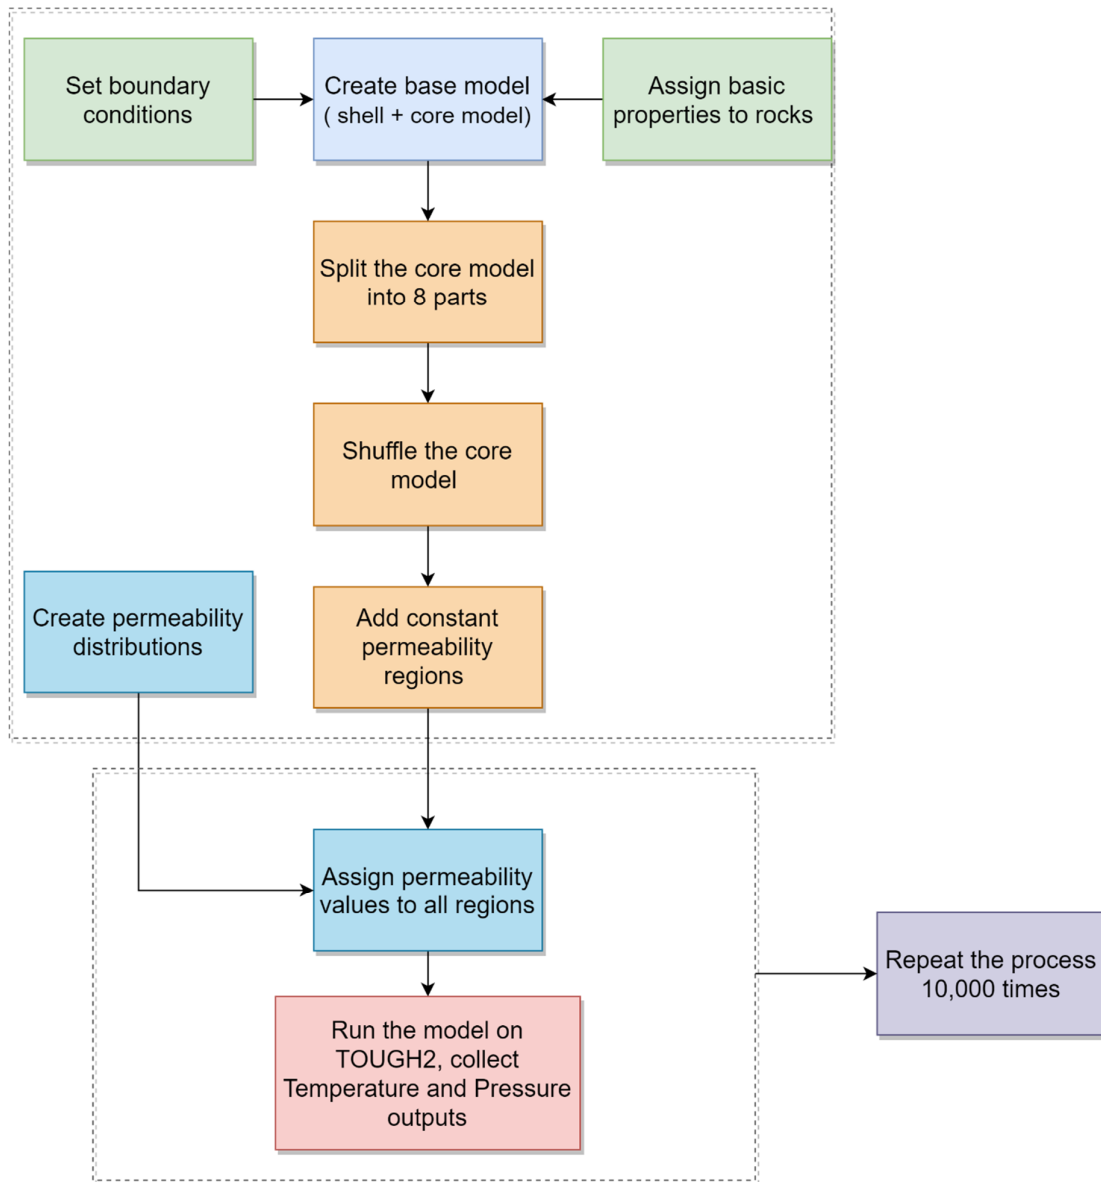 Set boundary
conditions
Create base model
( shell + core model)
Assign basic
properties to rocks
Split the core model
into 8 parts
Shuffle the core
model
Create permeability
distributions
Add constant
permeability
regions
Assign permeability
values to all regions
Repeat the process
10,000 times
Run the model on
TOUGH2, collect
Temperature and Pressure
outputs